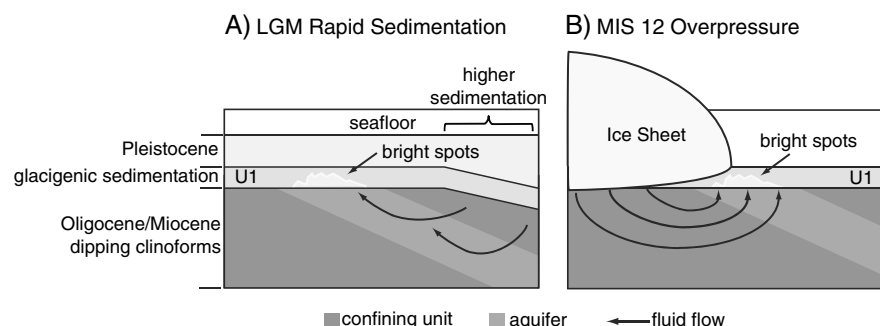 A) LGM Rapid Sedimentation
higher
sedimentation
seafloor
Pleistocene
bright spots
glacigenic sedimentation
U1
Oligocene/Miocene
dipping clinoforms
B) MIS 12 Overpressure
Ice Sheet
bright spots
U1
confining unit
aquifer
fluid flow